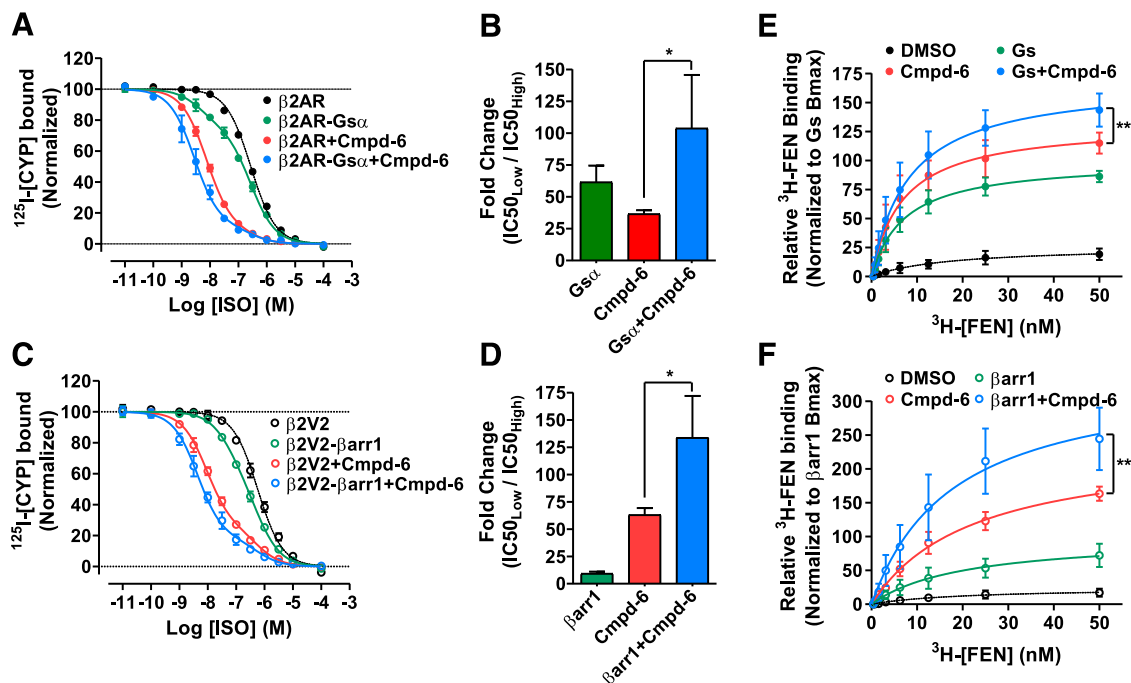 A
¹²⁵I-[CYP] bound
(Normalized)
120
100
80
60
40
20
0
β2AR
β2AR-Gsα
β2AR+Cmpd-6
β2AR-Gsα+Cmpd-6
-11 -10 -9 -8 -7 -6 -5 -4 -3
Log [ISO] (M)
B
Fold Change
(IC50Low / IC50High)
150
125
100
75
50
25
0
*
Gsα
Cmpd-6
Gsα+Cmpd-6
E
DMSO Gs
Cmpd-6 Gs+Cmpd-6
Relative ³H-FEN Binding
(Normalized to Gs Bmax)
175
150
125
100
75
50
25
0
**
0 10 20 30 40 50
³H-[FEN] (nM)
C
¹²⁵I-[CYP] bound
(Normalized)
120
100
80
60
40
20
0
β2V2
β2V2-βarr1
β2V2+Cmpd-6
β2V2-βarr1+Cmpd-6
-11 -10 -9 -8 -7 -6 -5 -4 -3
Log [ISO] (M)
D
Fold Change
(IC50Low / IC50High)
175
150
125
100
75
50
25
0
*
βarr1
Cmpd-6
βarr1+Cmpd-6
F
DMSO βarr1
Cmpd-6 βarr1+Cmpd-6
Relative ³H-FEN binding
(Normalized to βarr1 Bmax)
300
250
200
150
100
50
0
**
0 10 20 30 40 50
³H-[FEN] (nM)